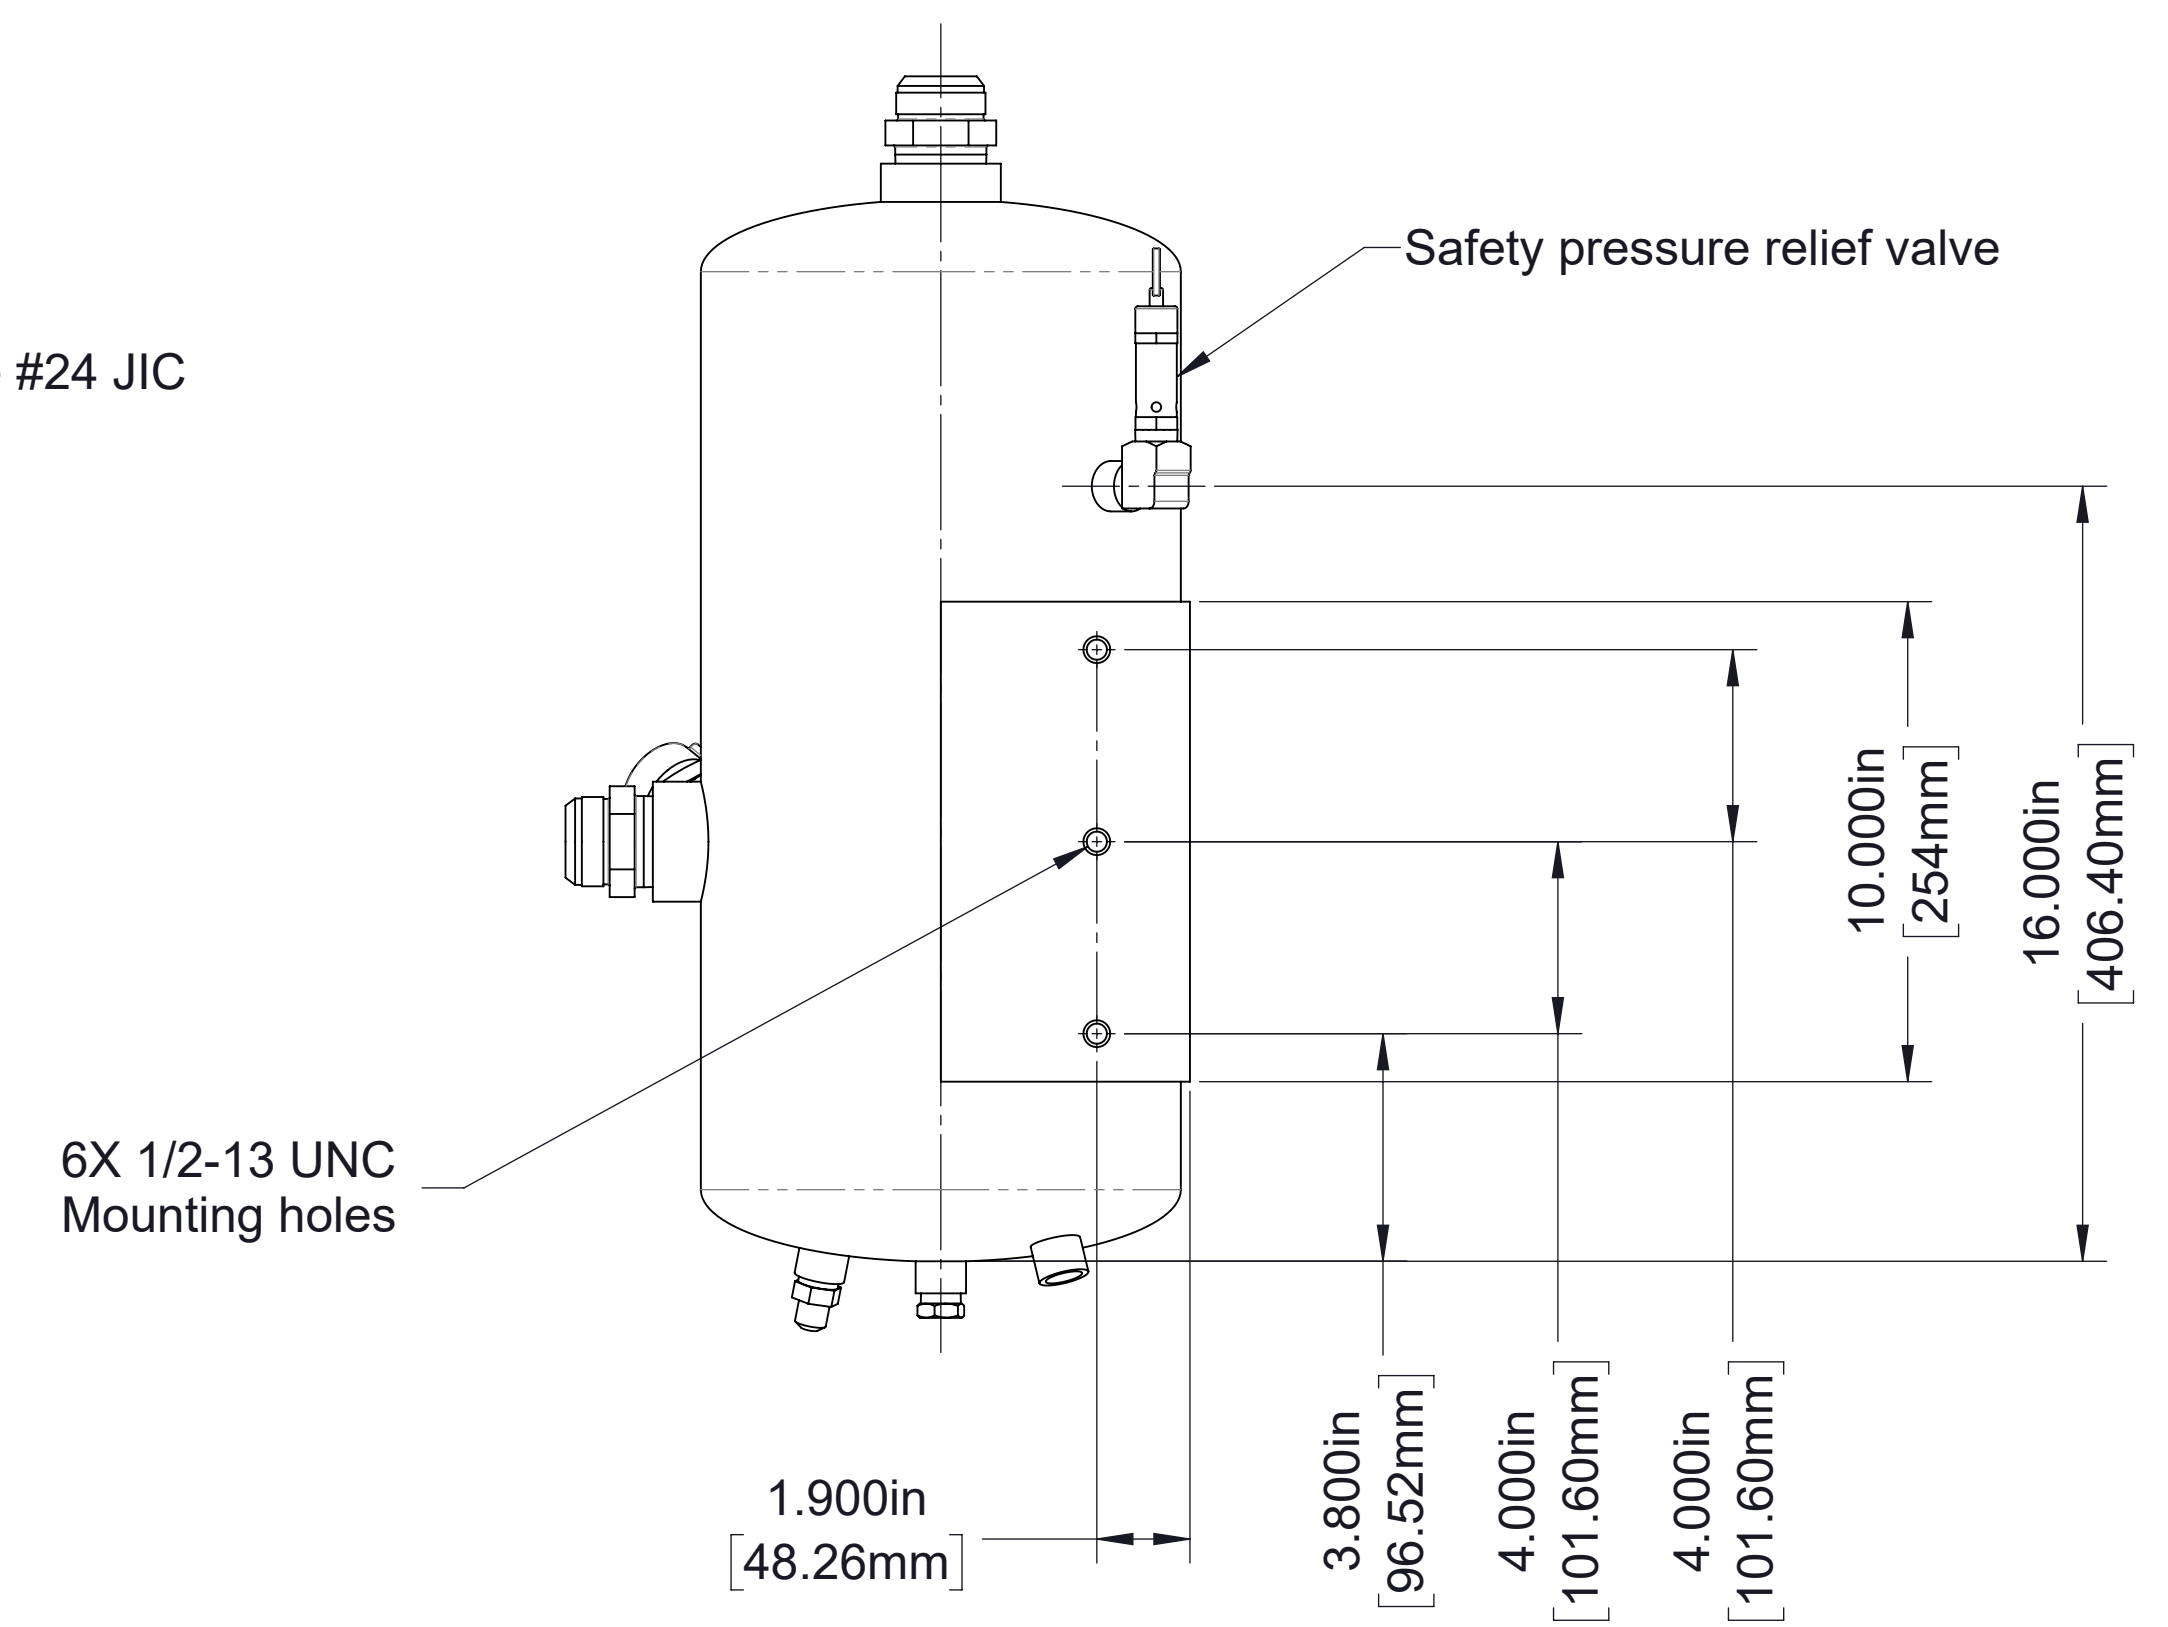 Safety pressure relief valve
#24 JIC
10.000in
[254mm]
16.000in
[406.40mm]
6X 1/2-13 UNC
Mounting holes
1.900in
[48.26mm]
3.800in
[96.52mm]
4.000in
[101.60mm]
4.000in
[101.60mm]